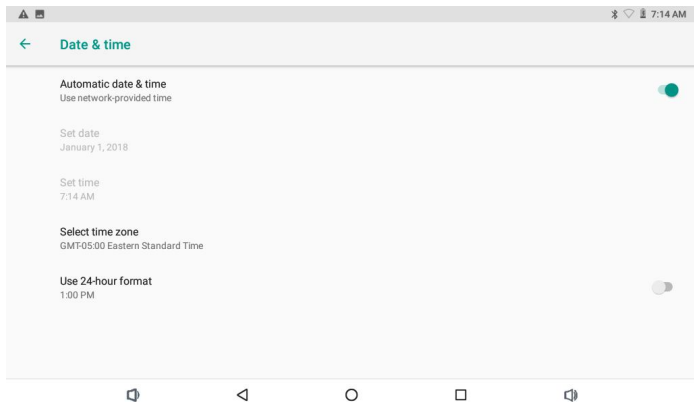 7:14 AM
Date & time
Automatic date & time
Use network-provided time
Set date
January 1, 2018
Set time
7:14 AM
Select time zone
GMT-05:00 Eastern Standard Time
Use 24-hour format
1:00 PM